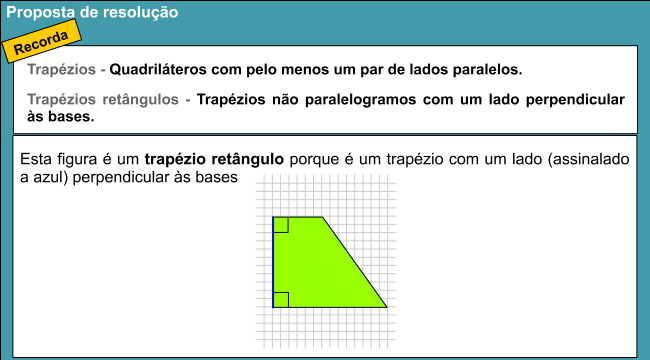 Proposta de resolução
Recorda
Trapézios - Quadriláteros com pelo menos um par de lados paralelos.
Trapézios retângulos - Trapézios não paralelogramos com um lado perpendicular
às bases.
Esta figura é um trapézio retângulo porque é um trapézio com um lado (assinalado
a azul) perpendicular às bases